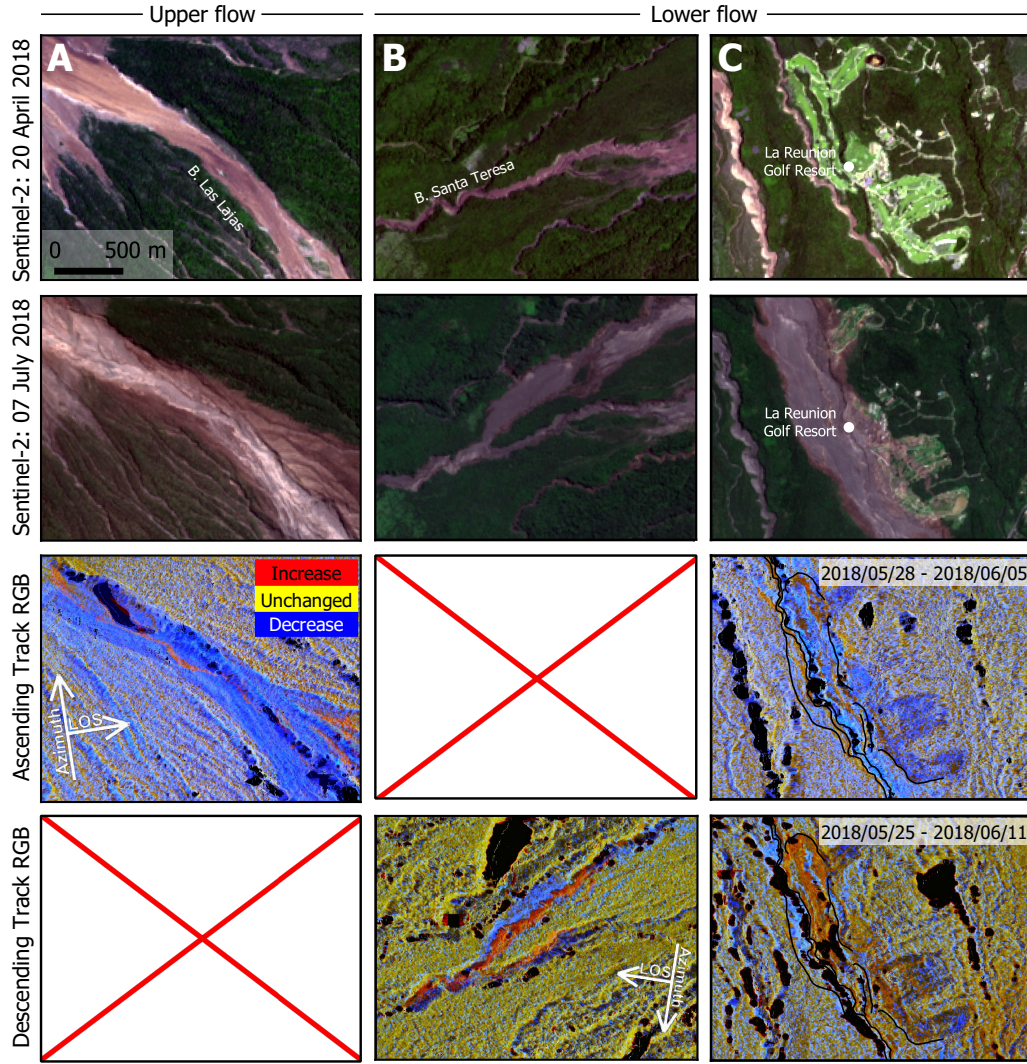 Upper flow
Lower flow
Sentinel-2: 20 April 2018
A
B. Las Lajas
0 500 m
B
B. Santa Teresa
C
La Reunion
Golf Resort
Sentinel-2: 07 July 2018
La Reunion
Golf Resort
Ascending Track RGB
Increase
Unchanged
Decrease
Azimuth
LOS
2018/05/28 - 2018/06/05
Descending Track RGB
LOS
Azimuth
2018/05/25 - 2018/06/11